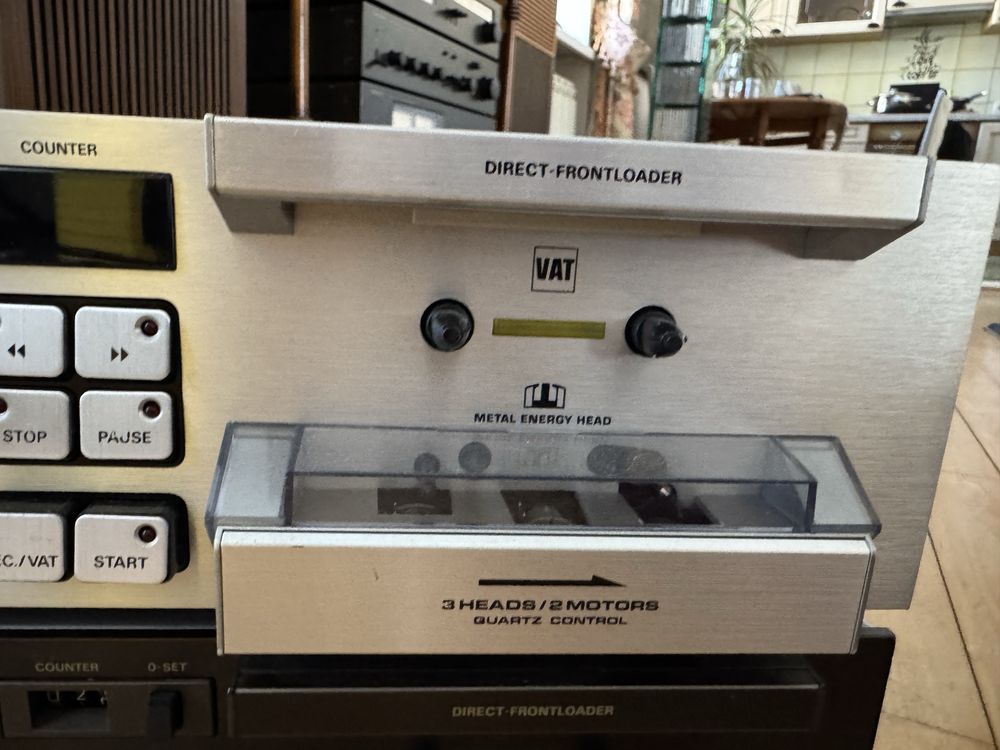 COUNTER
DIRECT-FRONTLOADER
VAT
METAL ENERGY HEAD
STOP
PAUSE
C./VAT
START
3 HEADS / 2 MOTORS
QUARTZ CONTROL
COUNTER
0-SET
DIRECT-FRONTLOADER